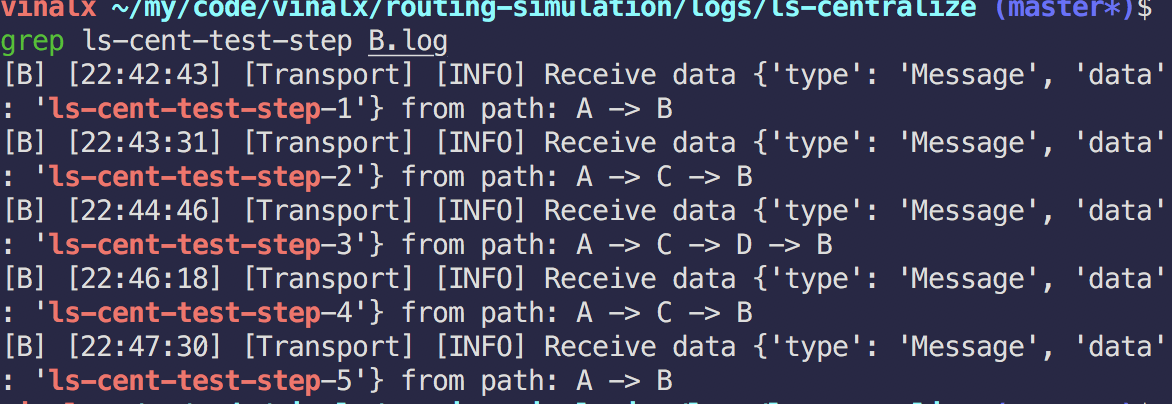 vinalx ~/my/code/vinalx/routing-simulation/logs/ls-centralize (master*)$
grep ls-cent-test-step B.log
[B] [22:42:43] [Transport] [INFO] Receive data {'type': 'Message', 'data'
: 'ls-cent-test-step-1'} from path: A -> B
[B] [22:43:31] [Transport] [INFO] Receive data {'type': 'Message', 'data'
: 'ls-cent-test-step-2'} from path: A -> C -> B
[B] [22:44:46] [Transport] [INFO] Receive data {'type': 'Message', 'data'
: 'ls-cent-test-step-3'} from path: A -> C -> D -> B
[B] [22:46:18] [Transport] [INFO] Receive data {'type': 'Message', 'data'
: 'ls-cent-test-step-4'} from path: A -> C -> B
[B] [22:47:30] [Transport] [INFO] Receive data {'type': 'Message', 'data'
: 'ls-cent-test-step-5'} from path: A -> B